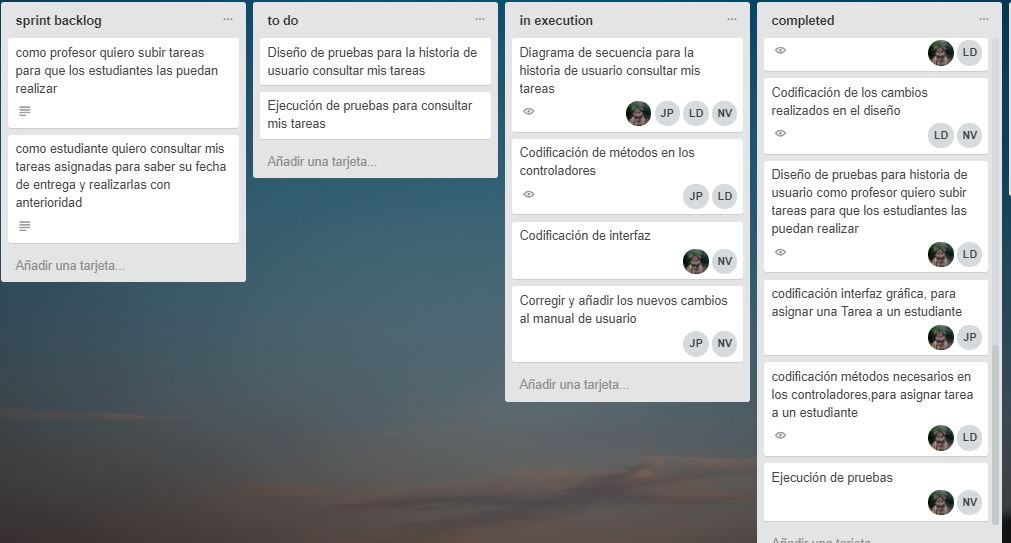 sprint backlog
como profesor quiero subir tareas
para que los estudiantes las puedan
realizar
como estudiante quiero consultar mis
tareas asignadas para saber su fecha
de entrega y realizarlas con
anterioridad
Añadir una tarjeta...
to do
Diseño de pruebas para la historia de
usuario consultar mis tareas
Ejecución de pruebas para consultar
mis tareas
Añadir una tarjeta...
in execution
Diagrama de secuencia para la
historia de usuario consultar mis
tareas
JP LD NV
Codificación de métodos en los
controladores
JP LD
Codificación de interfaz
NV
Corregir y añadir los nuevos cambios
al manual de usuario
JP NV
Añadir una tarjeta...
completed
LD
Codificación de los cambios
realizados en el diseño
LD NV
Diseño de pruebas para historia de
usuario como profesor quiero subir
tareas para que los estudiantes las
puedan realizar
LD
codificación interfaz gráfica, para
asignar una Tarea a un estudiante
JP
codificación métodos necesarios en
los controladores,para asignar tarea
a un estudiante
LD
Ejecución de pruebas
NV
Añadir una tarjeta...